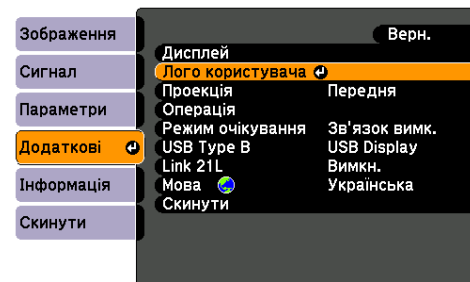 Зображення
Сигнал
Параметри
Додаткові
Інформація
Скинути
Верн.
Дисплей
Лого користувача
Проекція Передня
Операція
Режим очікування Зв'язок вимк.
USB Type B USB Display
Link 21L Вимкн.
Мова Українська
Скинути